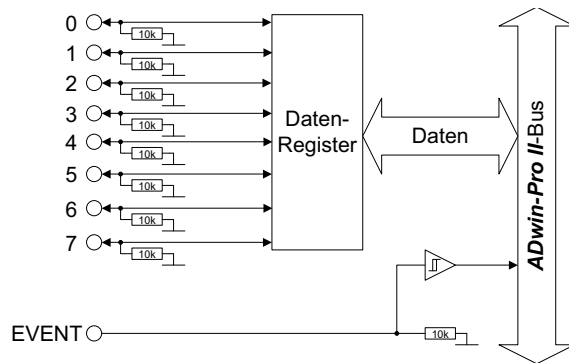 0
10k
1
10k
2
10k
3
10k
4
10k
5
10k
6
10k
7
10k
Daten-
Register
Daten
ADwin-Pro II-Bus
EVENT
10k